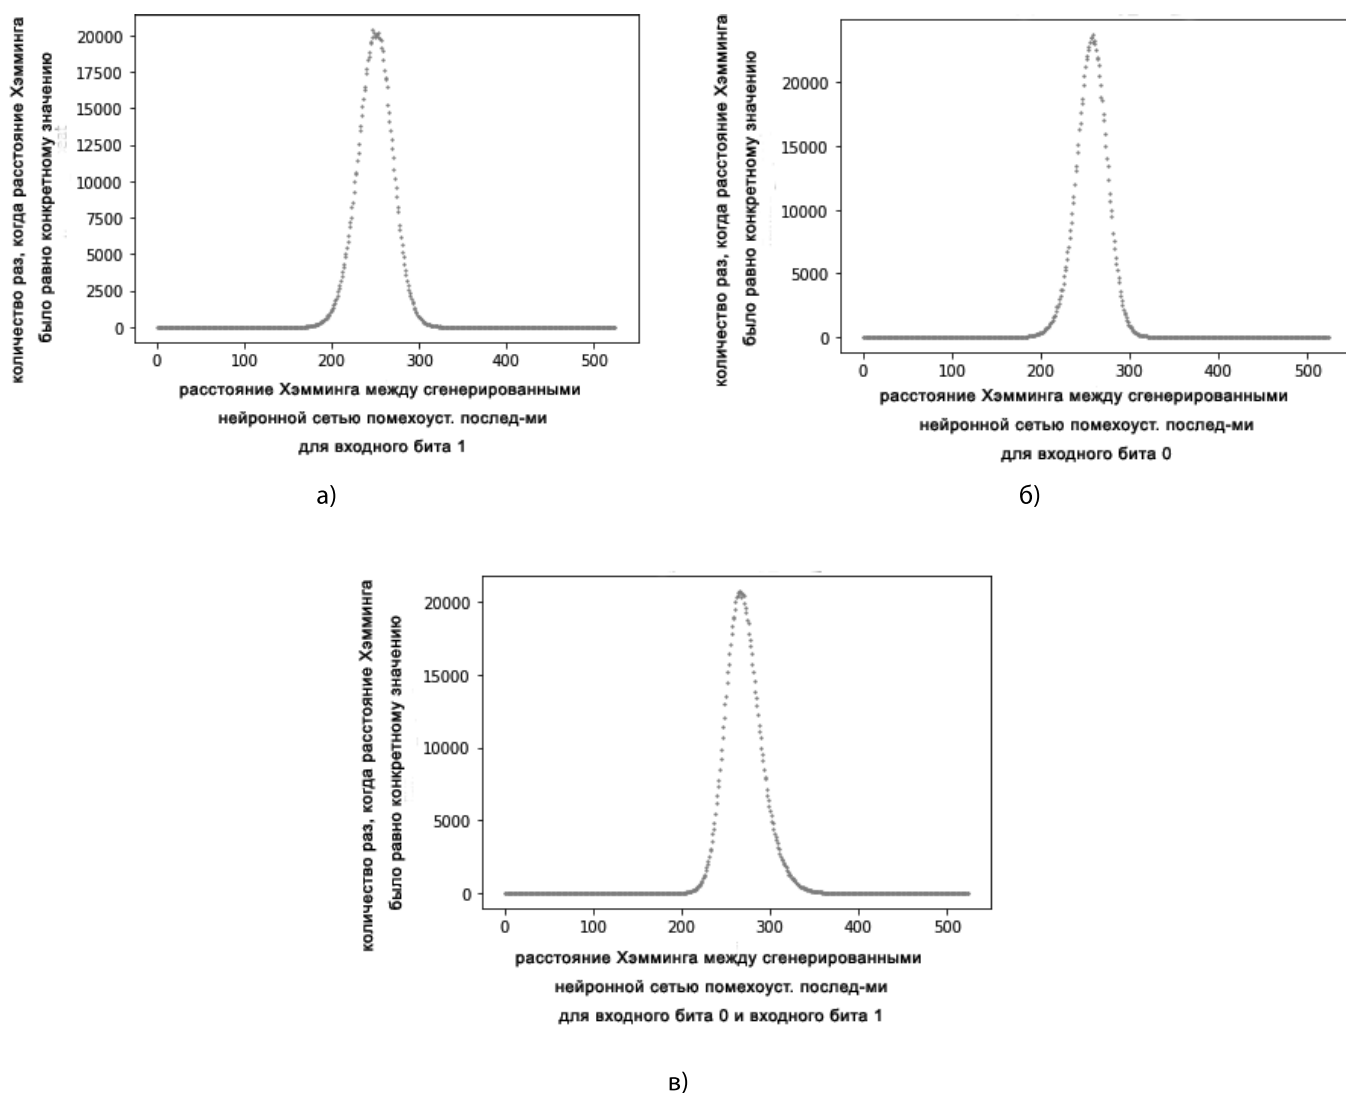 количество раз, когда расстояние Хэмминга
было равно конкретному значению
20000
17500
15000
12500
10000
7500
5000
2500
0
0 100 200 300 400 500
расстояние Хэмминга между сгенерированными
нейронной сетью помехоуст. послед-ми
для входного бита 1
а)
количество раз, когда расстояние Хэмминга
было равно конкретному значению
20000
15000
10000
5000
0
0 100 200 300 400 500
расстояние Хэмминга между сгенерированными
нейронной сетью помехоуст. послед-ми
для входного бита 0
б)
количество раз, когда расстояние Хэмминга
было равно конкретному значению
20000
15000
10000
5000
0
0 100 200 300 400 500
расстояние Хэмминга между сгенерированными
нейронной сетью помехоуст. послед-ми
для входного бита 0 и входного бита 1
в)